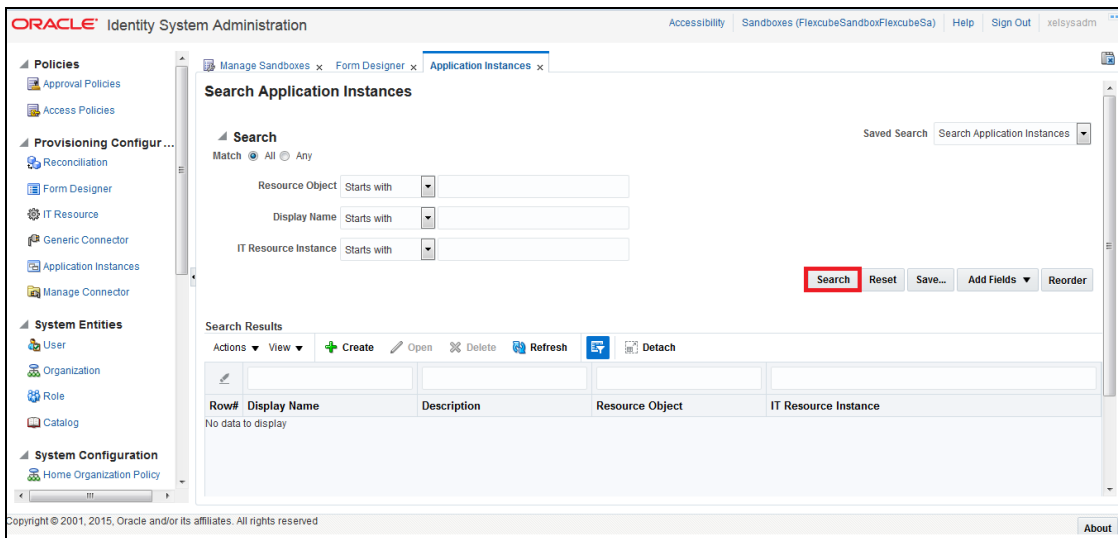 ORACLE Identity System Administration
Accessibility Sandboxes (FlexcubeSandboxFlexcubeSa) Help Sign Out xelsysadm
Policies
Approval Policies
Access Policies
Provisioning Configur...
Reconciliation
Form Designer
IT Resource
Generic Connector
Application Instances
Manage Connector
System Entities
User
Organization
Role
Catalog
System Configuration
Home Organization Policy
Manage Sandboxes x Form Designer x Application Instances x
Search Application Instances
Search
Saved Search Search Application Instances
Match All Any
Resource Object Starts with
Display Name Starts with
IT Resource Instance Starts with
Search Reset Save... Add Fields Reorder
Search Results
Actions View Create Open Delete Refresh Detach
Row# Display Name Description Resource Object IT Resource Instance
No data to display
Copyright © 2001, 2015, Oracle and/or its affiliates. All rights reserved
About